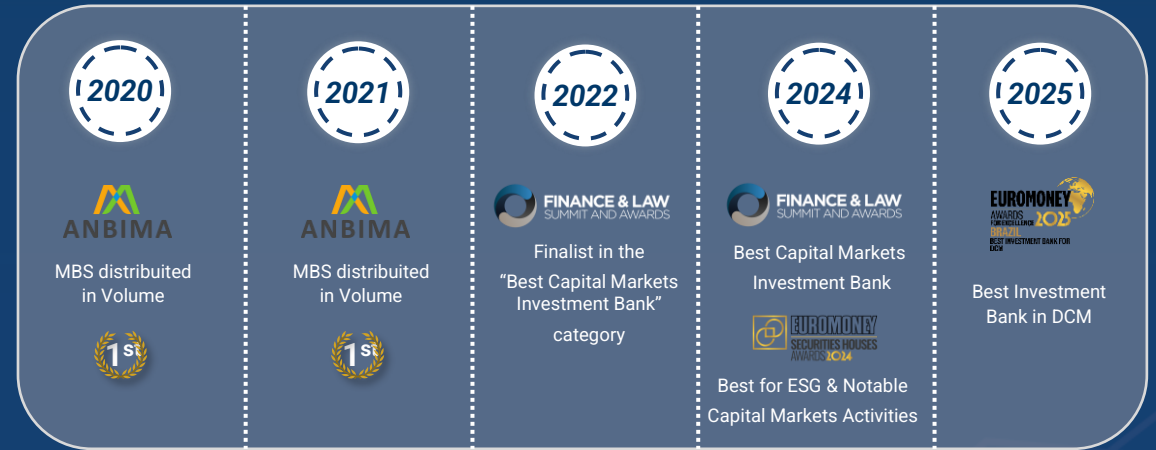 2020
ANBIMA
MBS distribuited
in Volume
1st
2021
ANBIMA
MBS distribuited
in Volume
1st
2022
FINANCE & LAW
SUMMIT AND AWARDS
Finalist in the
“Best Capital Markets
Investment Bank”
category
2024
FINANCE & LAW
SUMMIT AND AWARDS
Best Capital Markets
Investment Bank
EUROMONEY
SECURITIES HOUSES
AWARDS 2024
Best for ESG & Notable
Capital Markets Activities
2025
EUROMONEY
AWARDS
FOR EXCELLENCE 2025
BRAZIL
BEST INVESTMENT BANK FOR
DCM
Best Investment
Bank in DCM